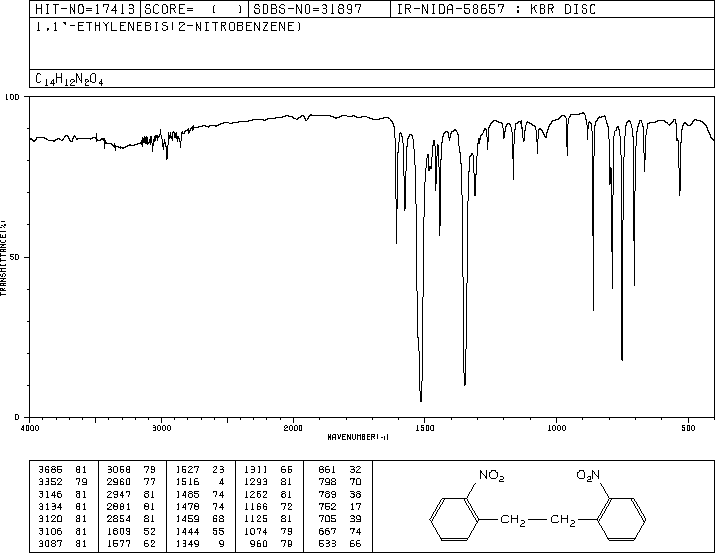 HIT-NO=17413 SCORE= ( ) SDBS-NO=31897 IR-NIDA-58657 : KBR DISC
1,1'-ETHYLENEBIS(2-NITROBENZENE)
C14H12N2O4
100
50
0
TRANSMITTANCE(%)
4000 3000 2000 1500 1000 500
WAVENUMBER(-1)
3685 81 3068 79 1527 23 1311 66 861 32
3352 79 2960 77 1516 4 1293 81 798 70
3146 81 2947 81 1485 74 1262 81 789 38
3134 81 2881 81 1478 74 1166 72 752 17
3120 81 2854 81 1459 68 1125 81 705 39
3106 81 1609 52 1444 55 1074 79 667 74
3087 81 1577 62 1349 9 960 79 533 66
NO2 O2N
CH2 CH2